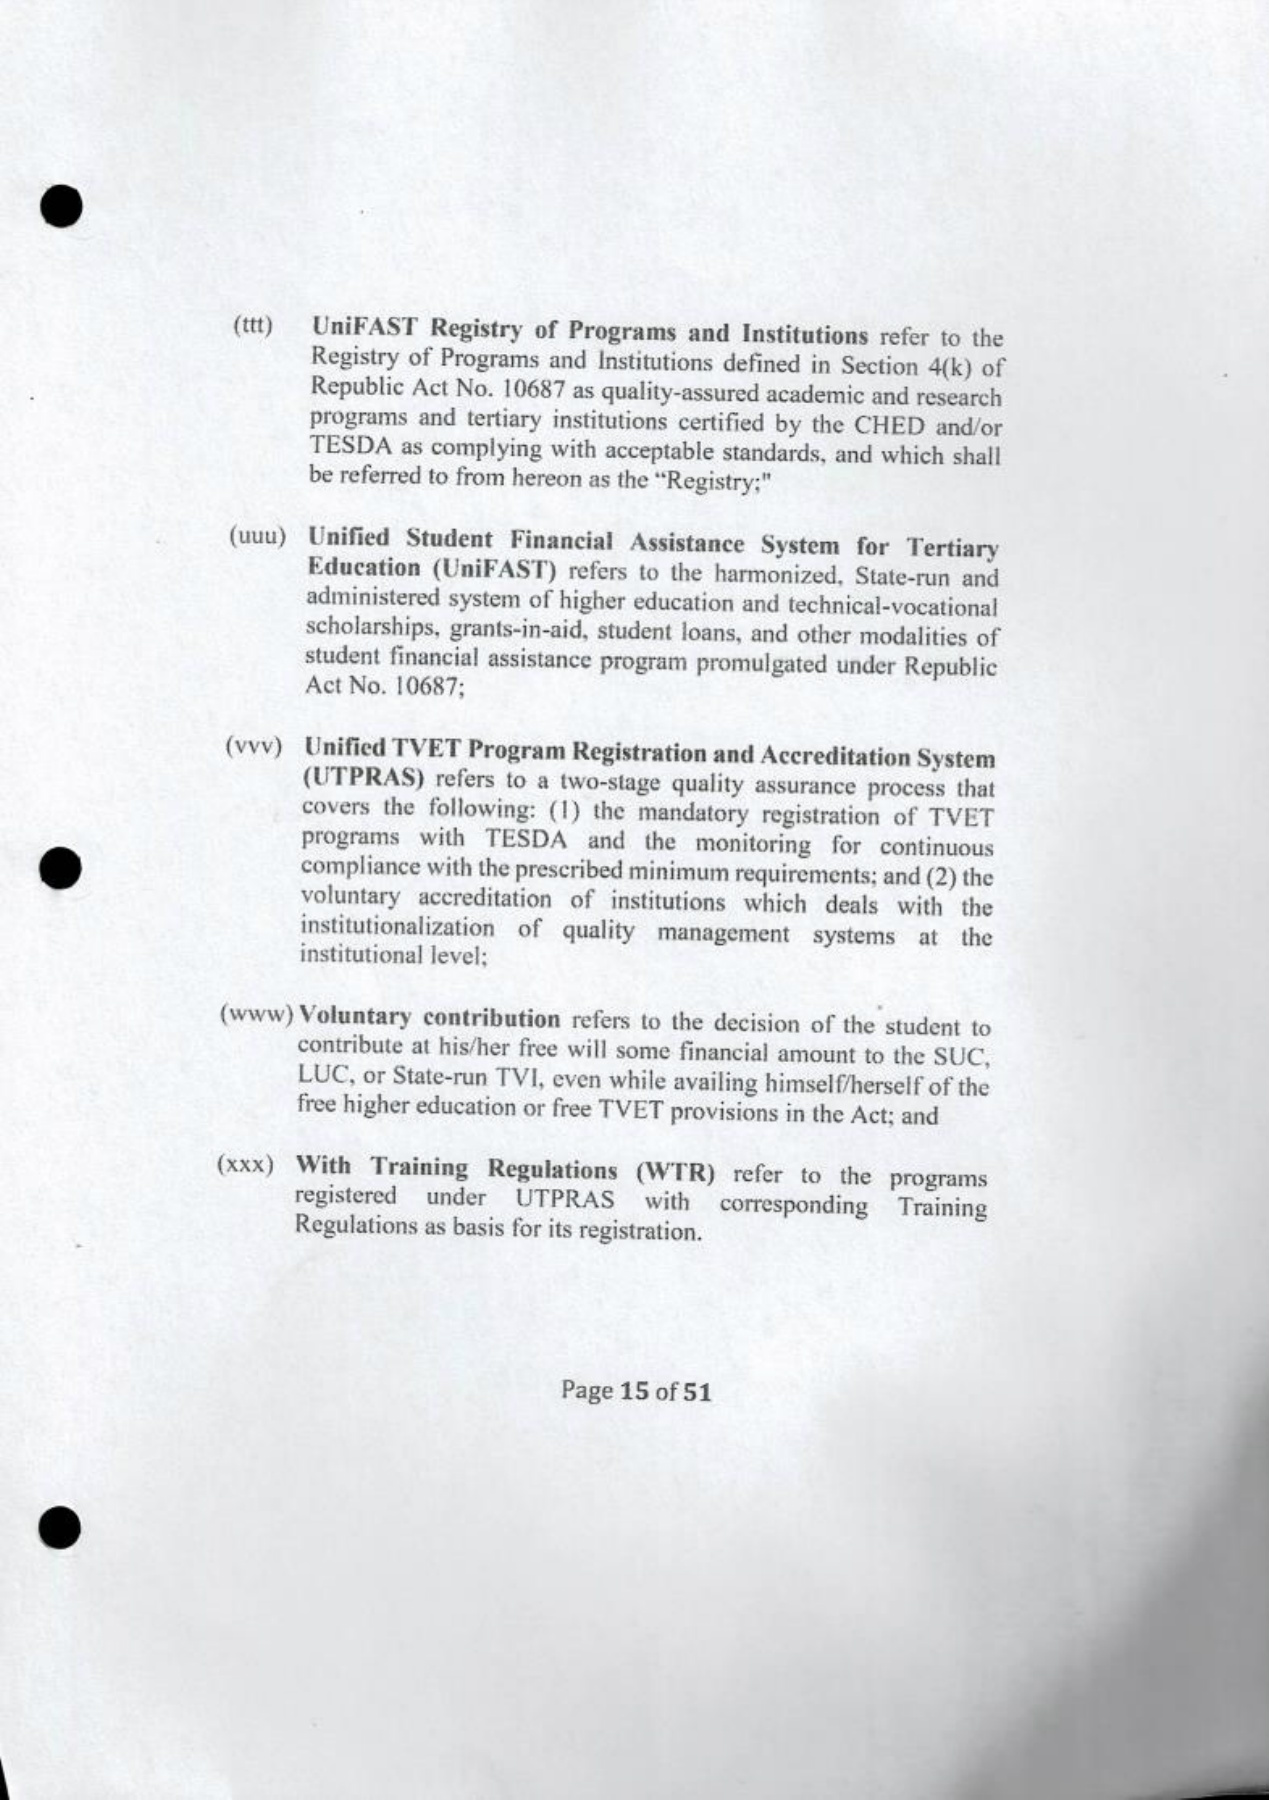 (ttt) UniFAST Registry of Programs and Institutions refer to the
Registry of Programs and Institutions defined in Section 4(k) of
Republic Act No. 10687 as quality-assured academic and research
programs and tertiary institutions certified by the CHED and/or
TESDA as complying with acceptable standards, and which shall
be referred to from hereon as the “Registry;"
(uuu) Unified Student Financial Assistance System for Tertiary
Education (UniFAST) refers to the harmonized, State-run and
administered system of higher education and technical-vocational
scholarships, grants-in-aid, student loans, and other modalities of
student financial assistance program promulgated under Republic
Act No. 10687;
(vvv) Unified TVET Program Registration and Accreditation System
(UTPRAS) refers to a two-stage quality assurance process that
covers the following: (1) the mandatory registration of TVET
programs with TESDA and the monitoring for continuous
compliance with the prescribed minimum requirements; and (2) the
voluntary accreditation of institutions which deals with the
institutionalization of quality management systems at the
institutional level;
(www) Voluntary contribution refers to the decision of the student to
contribute at his/her free will some financial amount to the SUC,
LUC, or State-run TVI, even while availing himself/herself of the
free higher education or free TVET provisions in the Act; and
(xxx) With Training Regulations (WTR) refer to the programs
registered under UTPRAS with corresponding Training
Regulations as basis for its registration.
Page 15 of 51